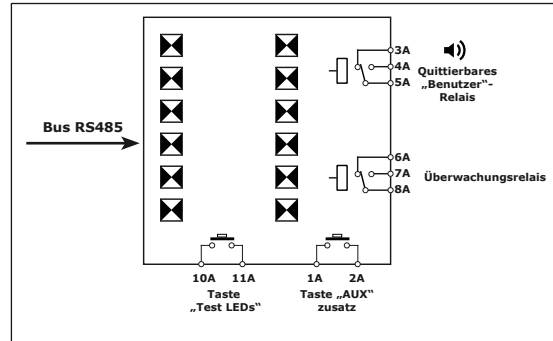 3A
4A
5A
Quittierbares
„Benutzer“-
Relais
Bus RS485
6A
7A
8A
Überwachungsrelais
10A 11A
Taste
„Test LEDs“
1A 2A
Taste „AUX“
zusatz